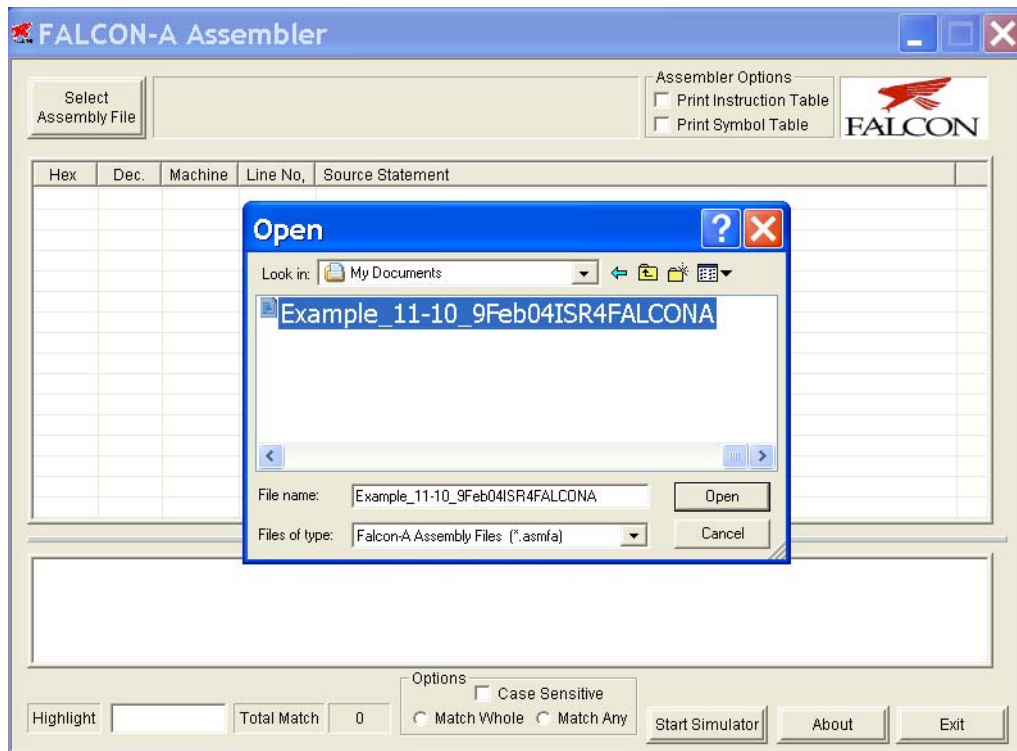 FALCON-A Assembler
Select
Assembly File
Assembler Options
Print Instruction Table
Print Symbol Table
FALCON
Hex Dec. Machine Line No, Source Statement
Open
Look in: My Documents
Example_11-10_9Feb04ISR4FALCONA
File name: Example_11-10_9Feb04ISR4FALCONA Open
Files of type: Falcon-A Assembly Files (*.asmfa) Cancel
Options
Case Sensitive
Highlight Total Match 0 Match Whole Match Any Start Simulator About Exit